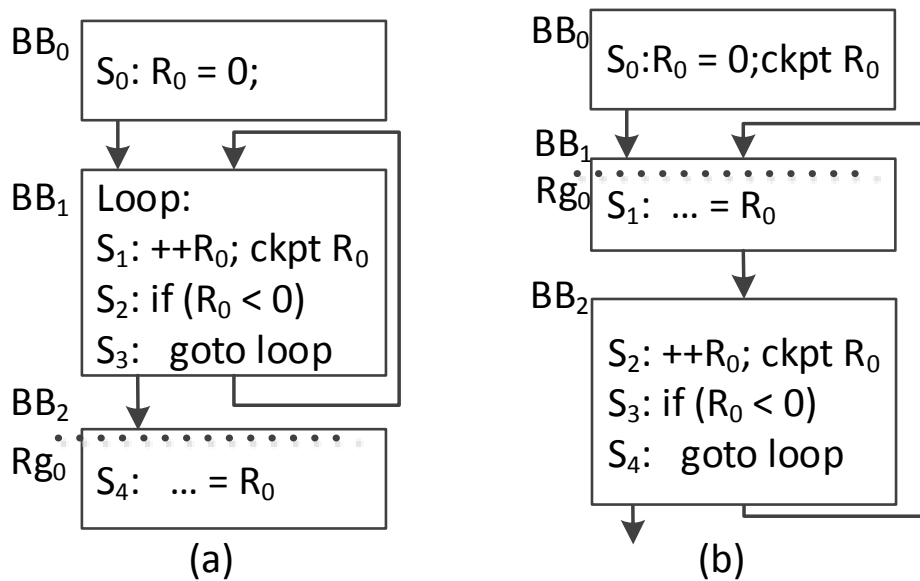 BB₀
S₀: R₀ = 0;
BB₁
Loop:
S₁: ++R₀; ckpt R₀
S₂: if (R₀ < 0)
S₃: goto loop
BB₂
Rg₀
S₄: ... = R₀
(a)
BB₀
S₀:R₀ = 0;ckpt R₀
BB₁
Rg₀
S₁: ... = R₀
BB₂
S₂: ++R₀; ckpt R₀
S₃: if (R₀ < 0)
S₄: goto loop
(b)